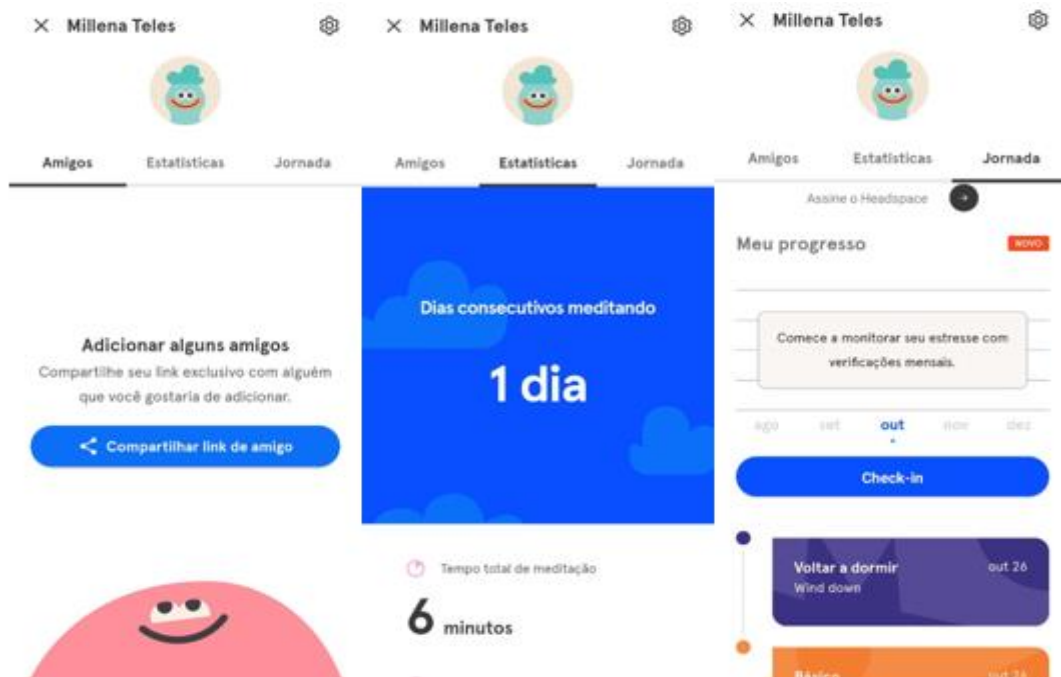 Millena Teles
Amigos Estatísticas Jornada
Adicionar alguns amigos
Compartilhe seu link exclusivo com alguém
que você gostaria de adicionar.
Compartilhar link de amigo
Millena Teles
Amigos Estatísticas Jornada
Dias consecutivos meditando
1 dia
Tempo total de meditação
6 minutos
Millena Teles
Amigos Estatísticas Jornada
Assine o Headspace
Meu progresso NOVO
Comece a monitorar seu estresse com
verificações mensais.
ago set out nov dez
Check-in
Voltar a dormir out 26
Wind down